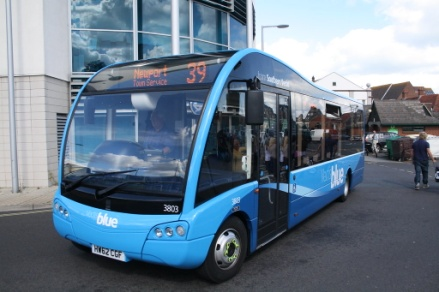 Newport 39
Town Service
3803
blue
HW62 CGF
blue